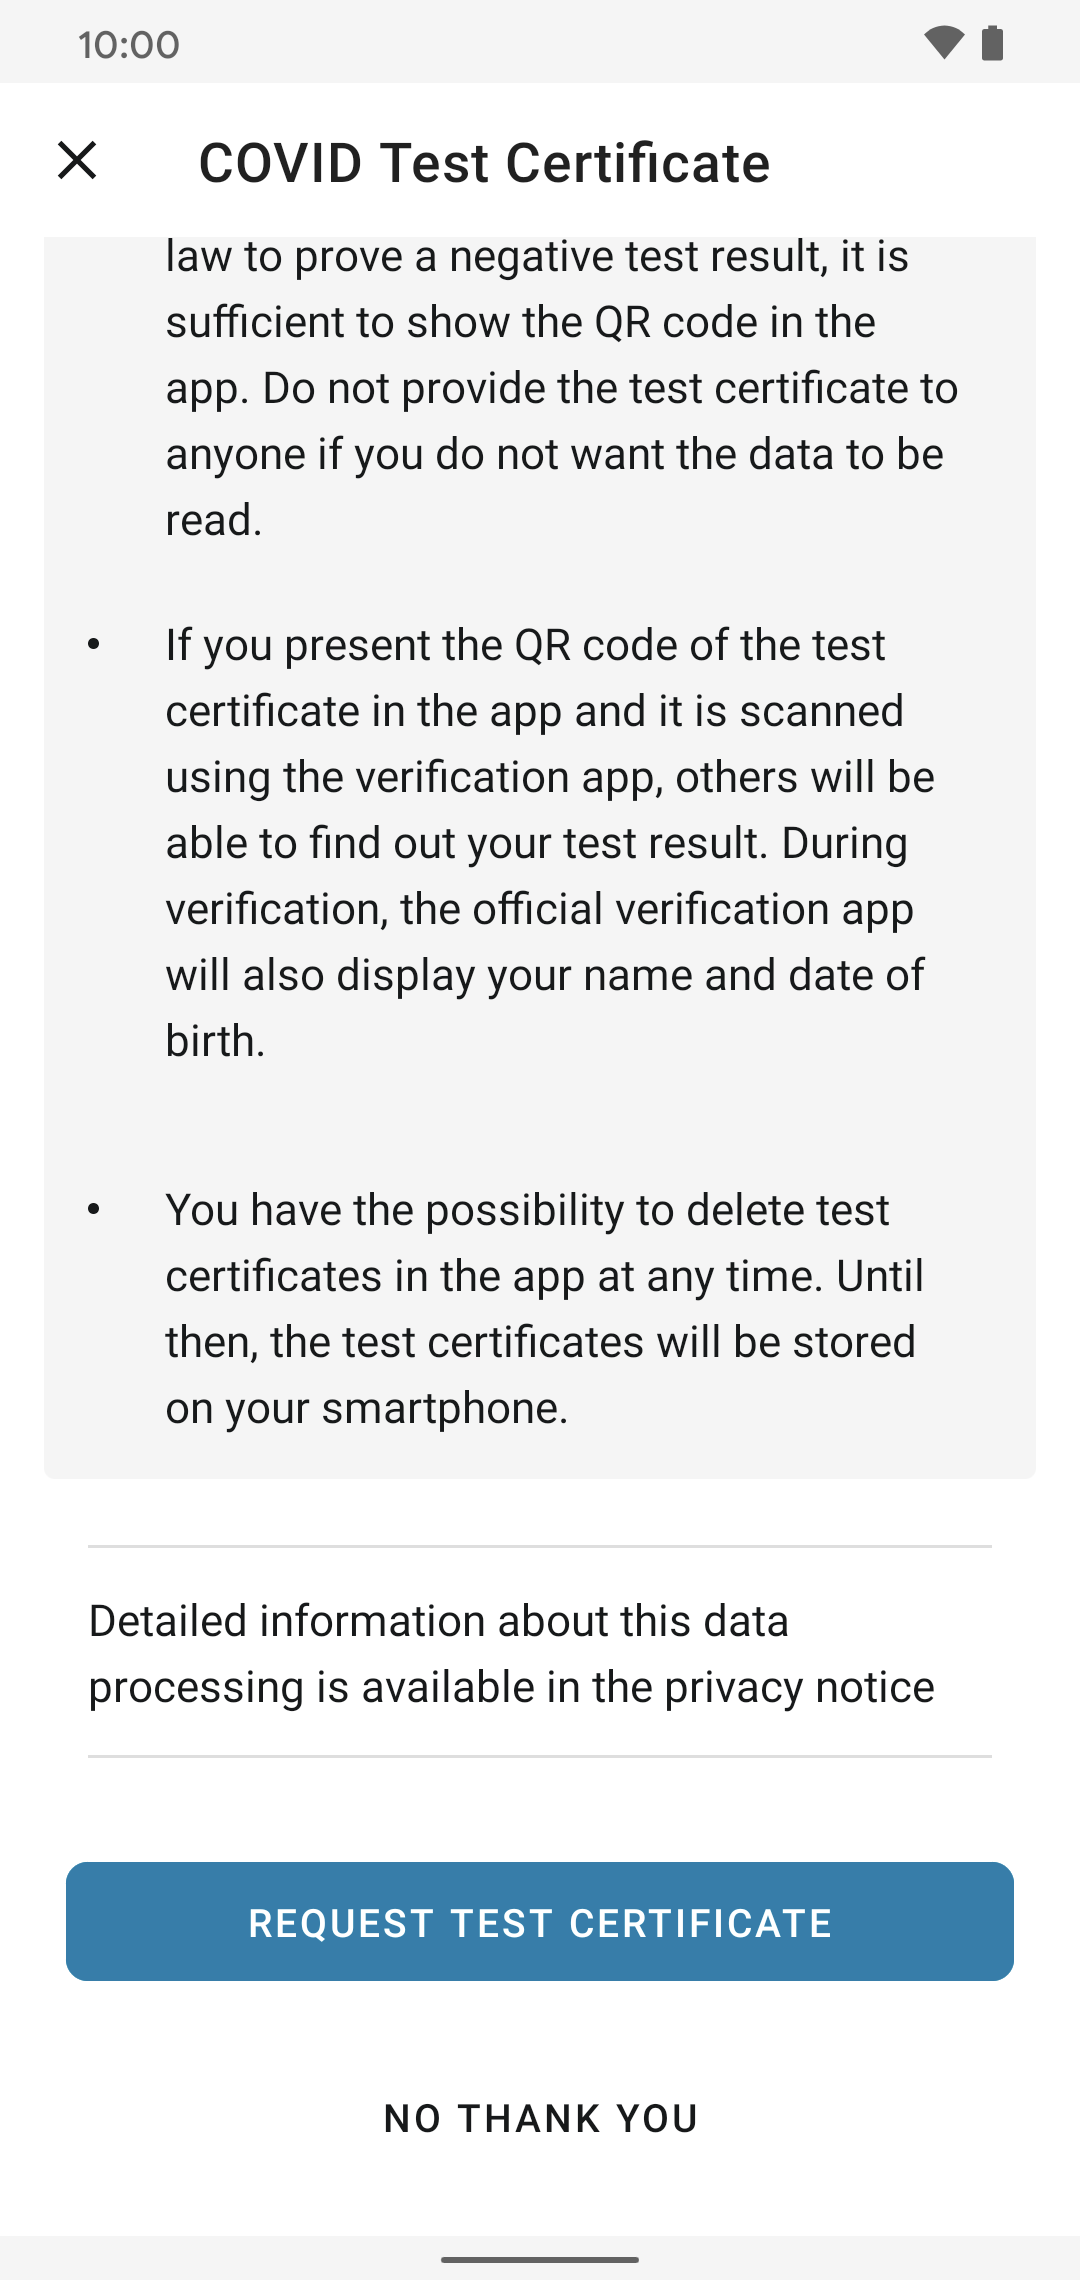 10:00
COVID Test Certificate
law to prove a negative test result, it is
sufficient to show the QR code in the
app. Do not provide the test certificate to
anyone if you do not want the data to be
read.
• If you present the QR code of the test
certificate in the app and it is scanned
using the verification app, others will be
able to find out your test result. During
verification, the official verification app
will also display your name and date of
birth.
• You have the possibility to delete test
certificates in the app at any time. Until
then, the test certificates will be stored
on your smartphone.
Detailed information about this data
processing is available in the privacy notice
REQUEST TEST CERTIFICATE
NO THANK YOU